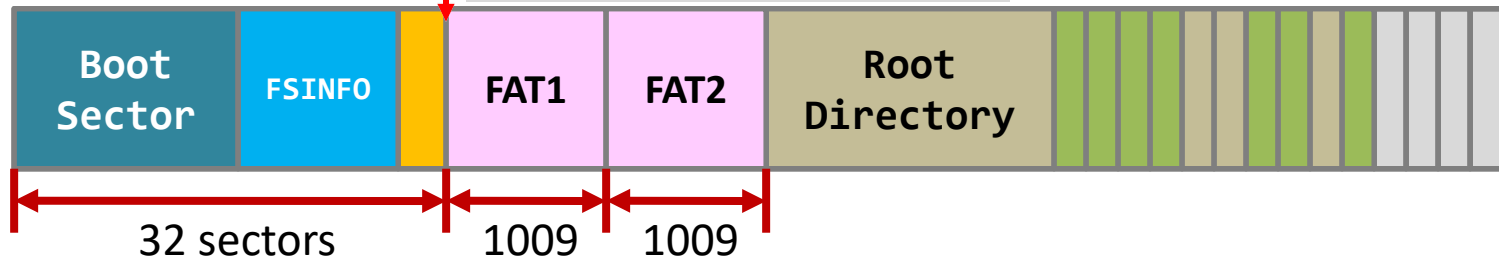 Boot
Sector
FSINFO
FAT1
FAT2
Root
Directory
32 sectors
1009
1009